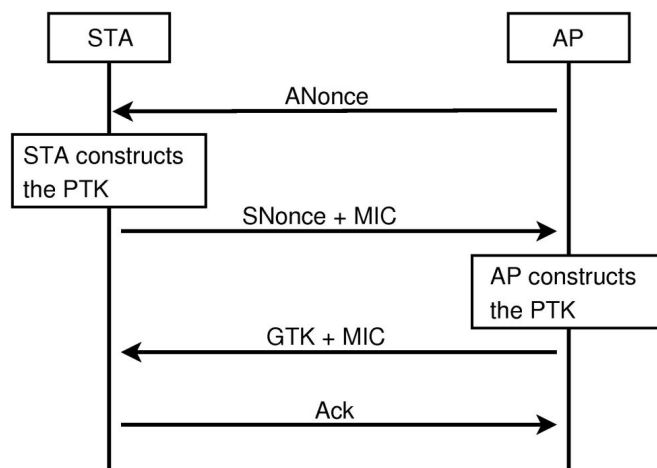 STA
AP
ANonce
STA constructs
the PTK
SNonce + MIC
AP constructs
the PTK
GTK + MIC
Ack